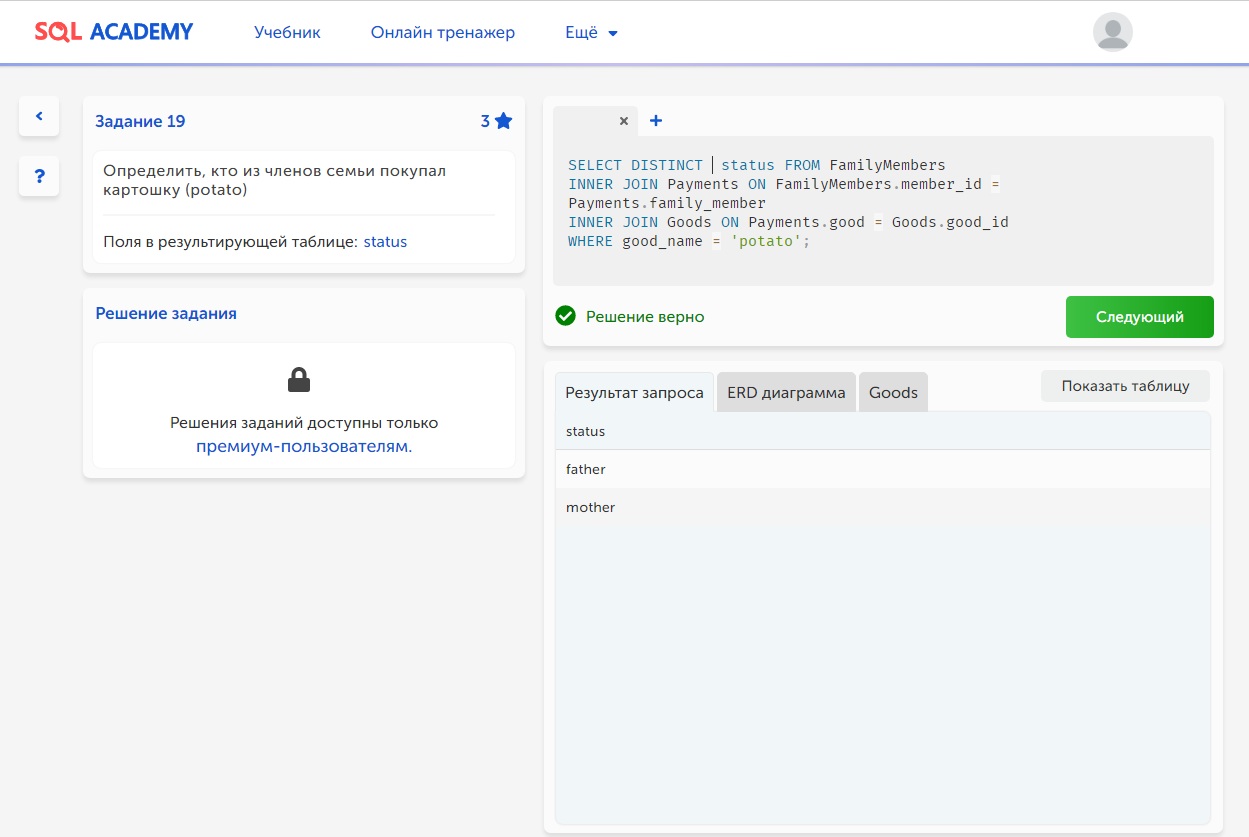 SQL ACADEMY
Учебник
Онлайн тренажер
Ещё
Задание 19
3
Определить, кто из членов семьи покупал
картошку (potato)
Поля в результирующей таблице: status
Решение задания
Решения заданий доступны только
премиум-пользователям.
?
×
+
SELECT DISTINCT status FROM FamilyMembers
INNER JOIN Payments ON FamilyMembers.member_id =
Payments.family_member
INNER JOIN Goods ON Payments.good = Goods.good_id
WHERE good_name = 'potato';
Решение верно
Следующий
Результат запроса
ERD диаграмма
Goods
Показать таблицу
status
father
mother